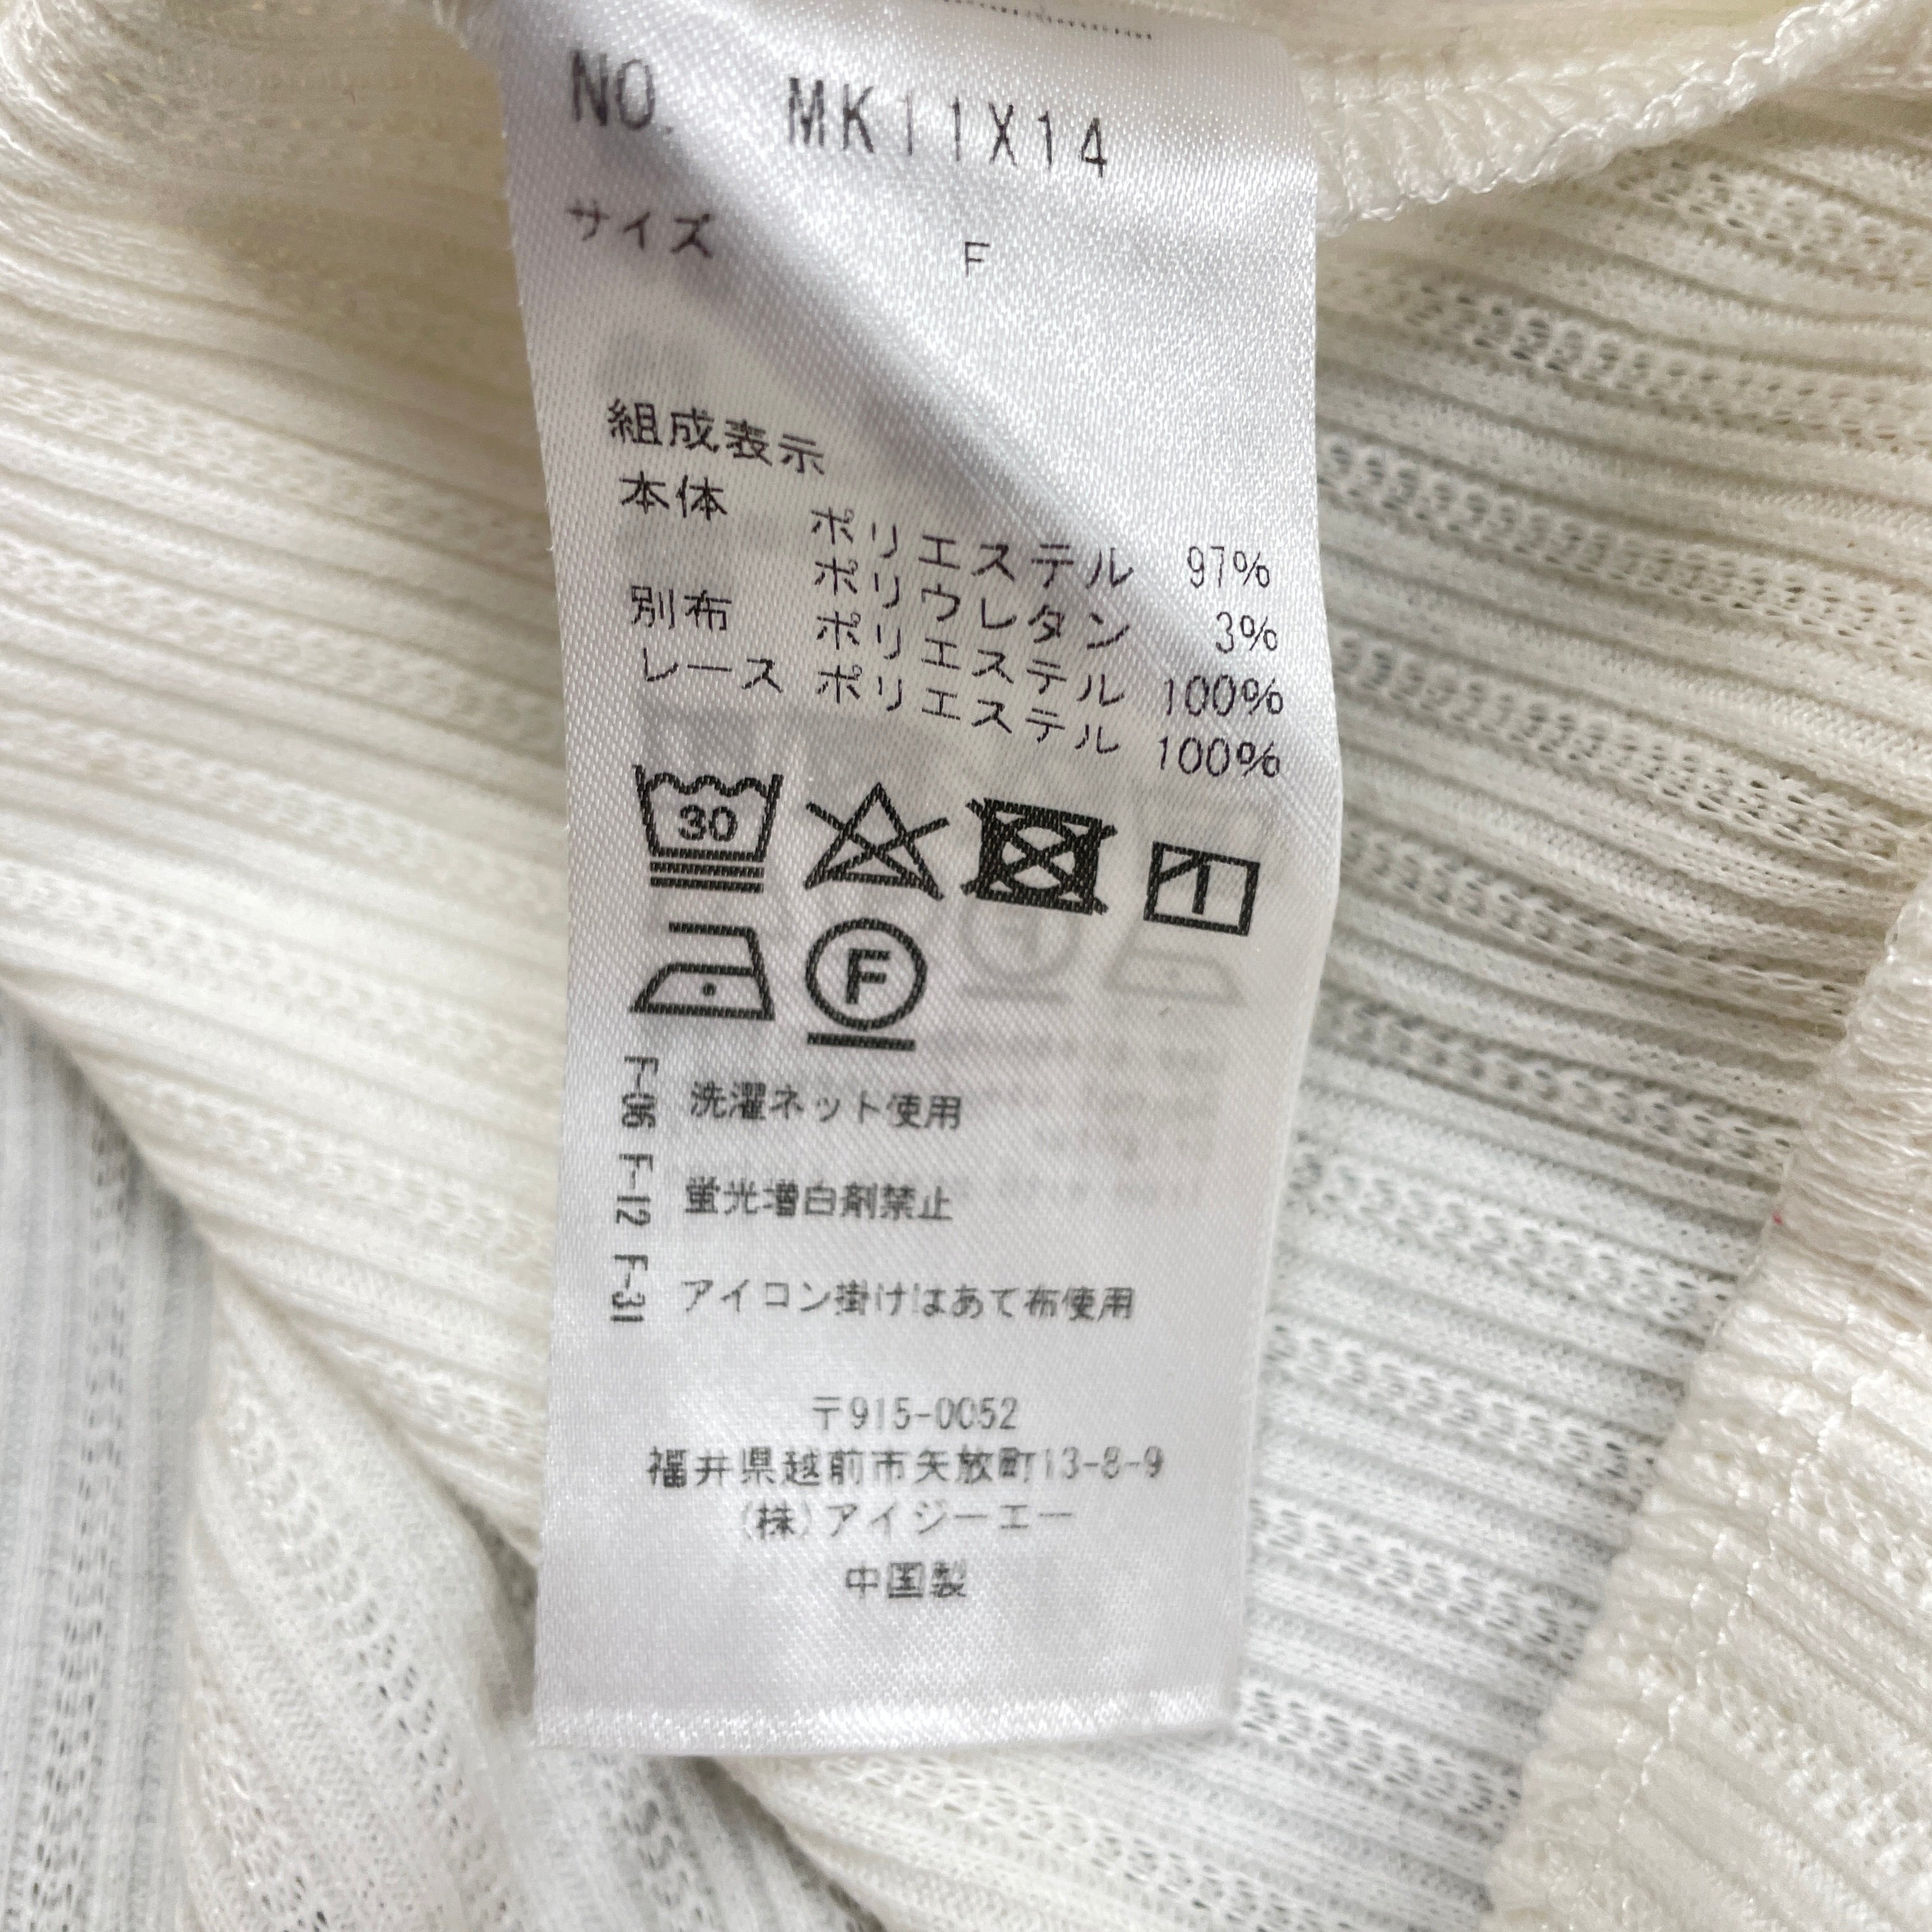 NO. MK11X14
サイズ F
組成表示
本体 ポリエステル 97%
ポリウレタン 3%
別布 ポリエステル 100%
レース ポリエステル 100%
30
F
F-06 洗濯ネット使用
F-12 蛍光増白剤禁止
F-31 アイロン掛けはあて布使用
〒915-0052
福井県越前市矢放町13-8-9
(株)アイジーエー
中国製